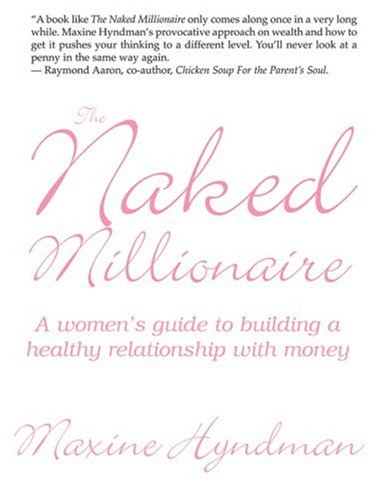 “A book like The Naked Millionaire only comes along once in a very long
while. Maxine Hyndman’s provocative approach on wealth and how to
get it pushes your thinking to a different level. You’ll never look at a
penny in the same way again.
— Raymond Aaron, co-author, Chicken Soup For the Parent’s Soul.
The
Naked
Millionaire
A women’s guide to building a
healthy relationship with money
Maxine Hyndman